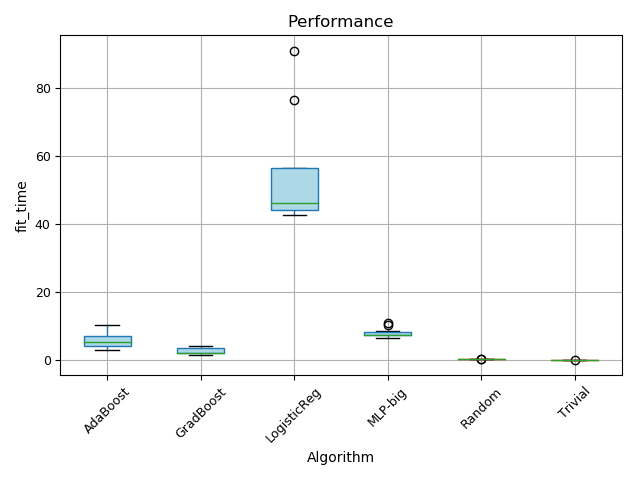 Performance
fit_time
80
60
40
20
0
AdaBoost
GradBoost
LogisticReg
MLP-big
Random
Trivial
Algorithm